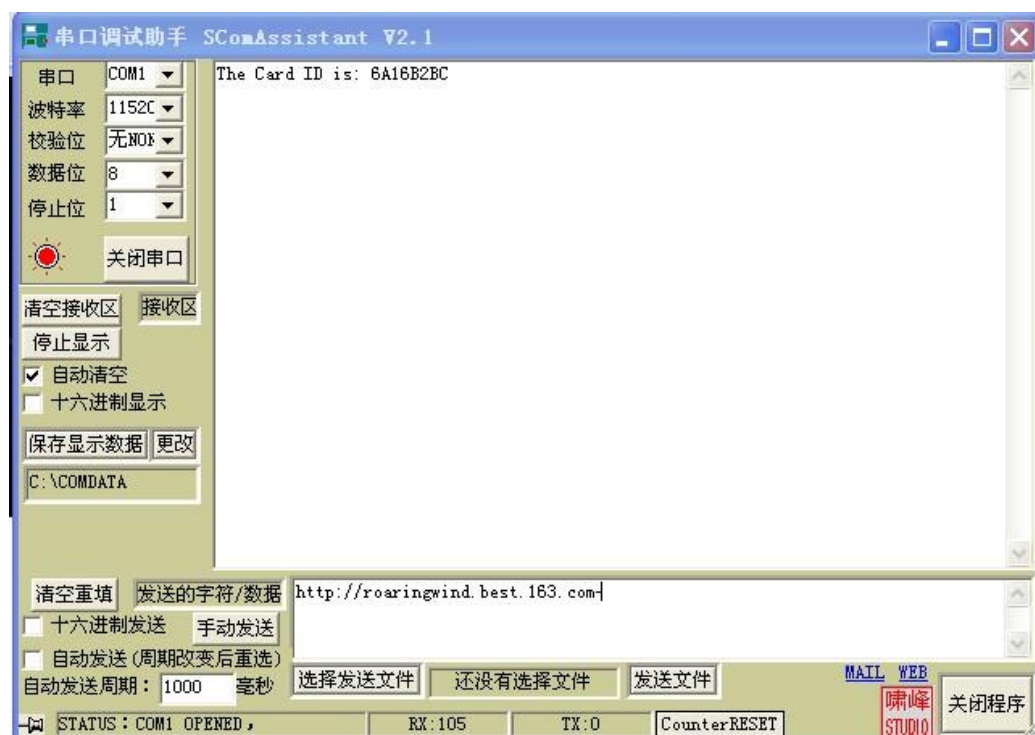 串口调试助手 SComAssistant V2.1
串口 COM1
波特率 11520
校验位 无NON
数据位 8
停止位 1
关闭串口
The Card ID is: 6A16B2BC
清空接收区 接收区
停止显示
自动清空
十六进制显示
保存显示数据 更改
C:\COMDATA
清空重填 发送的字符/数据
http://roaringwind.best.163.com
十六进制发送 手动发送
自动发送(周期改变后重选)
自动发送周期: 1000 毫秒
选择发送文件 还没有选择文件 发送文件
MAIL WEB
啸峰
STUDIO
关闭程序
STATUS:COM1 OPENED, RX:105 TX:0 CounterRESET